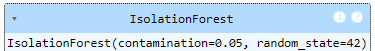 IsolationForest
IsolationForest(contamination=0.05, random_state=42)